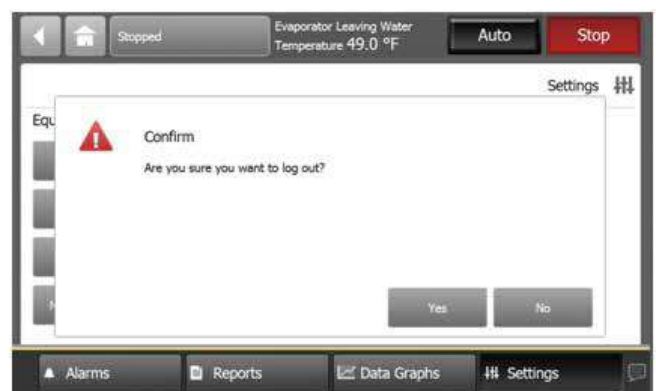 Stopped
Evaporator Leaving Water
Temperature 49.0 °F
Auto
Stop
Settings
Equ
Confirm
Are you sure you want to log out?
Yes
No
Alarms
Reports
Data Graphs
Settings